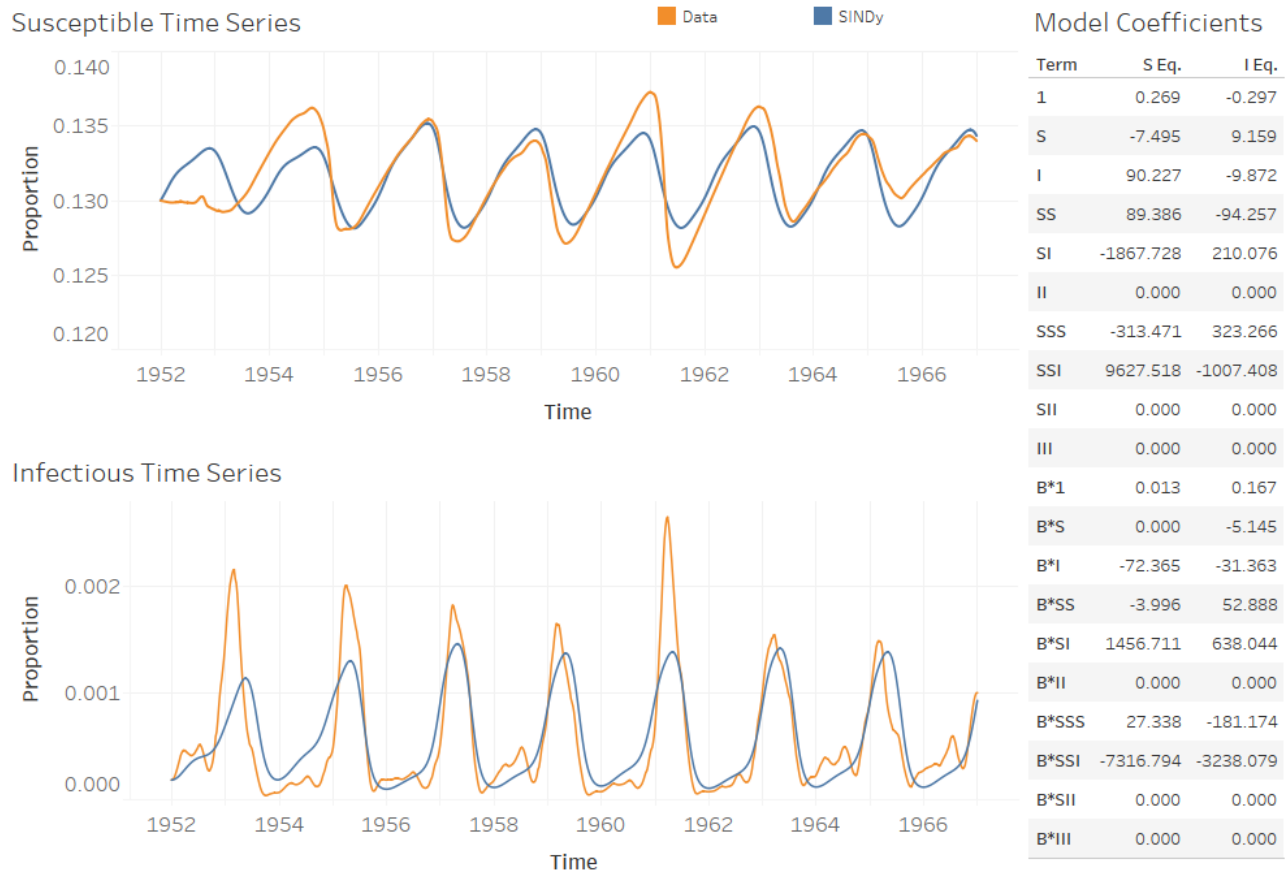 Susceptible Time Series
Data
SINDy
0.140
0.135
0.130
0.125
0.120
Proportion
1952 1954 1956 1958 1960 1962 1964 1966
Time
Infectious Time Series
0.002
0.001
0.000
Proportion
1952 1954 1956 1958 1960 1962 1964 1966
Time
Model Coefficients
Term S Eq. I Eq.
1 0.269 -0.297
S -7.495 9.159
I 90.227 -9.872
SS 89.386 -94.257
SI -1867.728 210.076
II 0.000 0.000
SSS -313.471 323.266
SSI 9627.518 -1007.408
SII 0.000 0.000
III 0.000 0.000
B*1 0.013 0.167
B*S 0.000 -5.145
B*I -72.365 -31.363
B*SS -3.996 52.888
B*SI 1456.711 638.044
B*II 0.000 0.000
B*SSS 27.338 -181.174
B*SSI -7316.794 -3238.079
B*SII 0.000 0.000
B*III 0.000 0.000